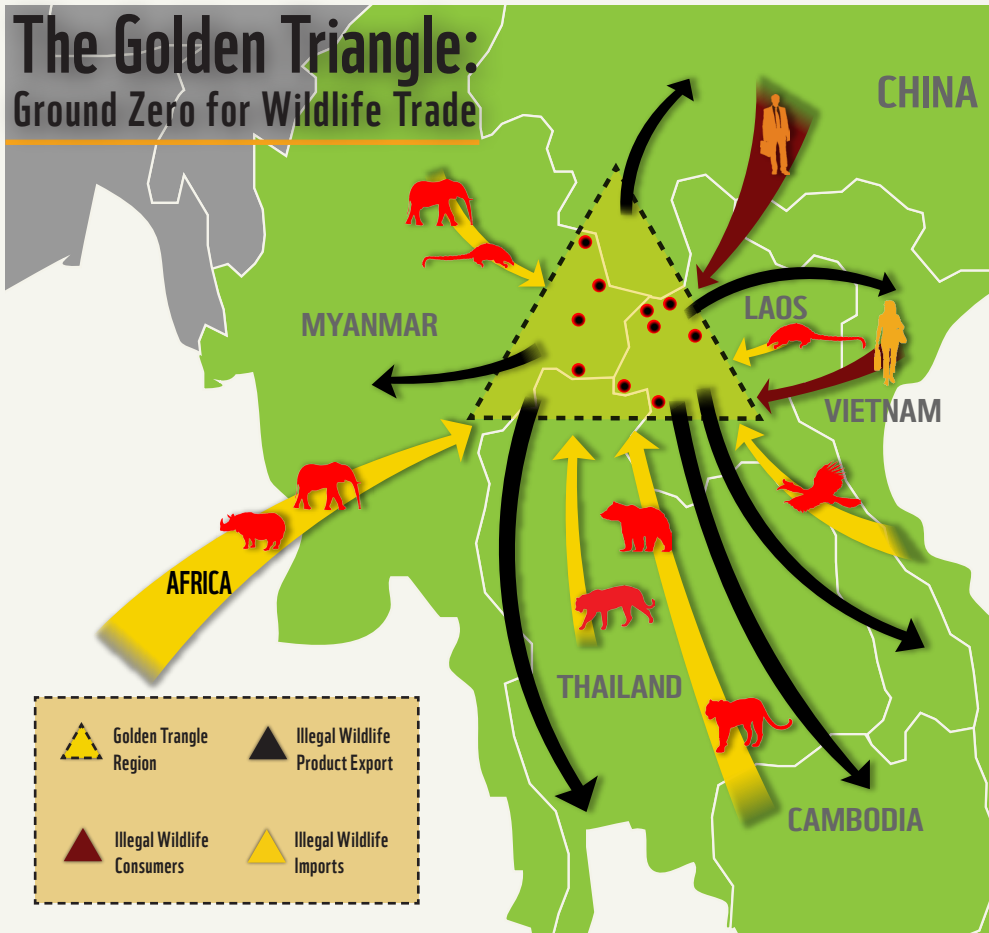 The Golden Triangle:
Ground Zero for Wildlife Trade
CHINA
MYANMAR
LAOS
VIETNAM
AFRICA
THAILAND
CAMBODIA
Golden Trangle
Region
Illegal Wildlife
Product Export
Illegal Wildlife
Consumers
Illegal Wildlife
Imports